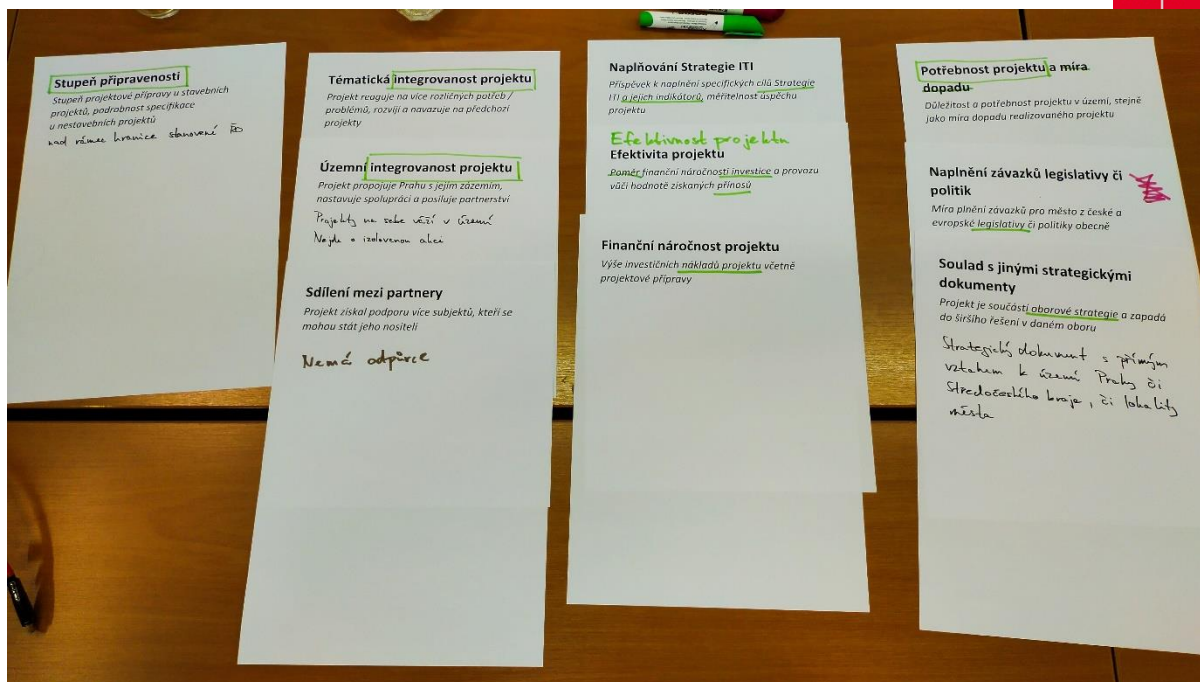 Stupeň připravenosti
Stupeň projektové přípravy u stavebních
projektů, podrobnost specifikace
u nestavebních projektů
nad rámec hranice stanovené ŘO
Tématická integrovanost projektu
Projekt reaguje na více rozličných potřeb /
problémů, rozvíjí a navazuje na předchozí
projekty
Územní integrovanost projektu
Projekt propojuje Prahu s jejím zázemím,
nastavuje spolupráci a posiluje partnerství
Projekty na sebe váží v území
Nejde o izolovanou akci
Sdílení mezi partnery
Projekt získal podporu více subjektů, kteří se
mohou stát jeho nositeli
Nemá odpůrce
Naplňování Strategie ITI
Příspěvek k naplnění specifických cílů Strategie
ITI a jejich indikátorů, měřitelnost úspěchu
projektu
Efektivnost projektu
Efektivita projektu
Poměr finanční náročnosti investice a provozu
vůči hodnotě získaných přínosů
Finanční náročnost projektu
Výše investičních nákladů projektu včetně
projektové přípravy
Potřebnost projektu a míra
dopadu
Důležitost a potřebnost projektu v území, stejně
jako míra dopadu realizovaného projektu
Naplnění závazků legislativy či
politik
Míra plnění závazků pro město z české a
evropské legislativy či politiky obecně
Soulad s jinými strategickými
dokumenty
Projekt je součástí oborové strategie a zapadá
do širšího řešení v daném oboru
Strategický dokument s přímým
vztahem k území Prahy či
Středočeského kraje, či lokality
města